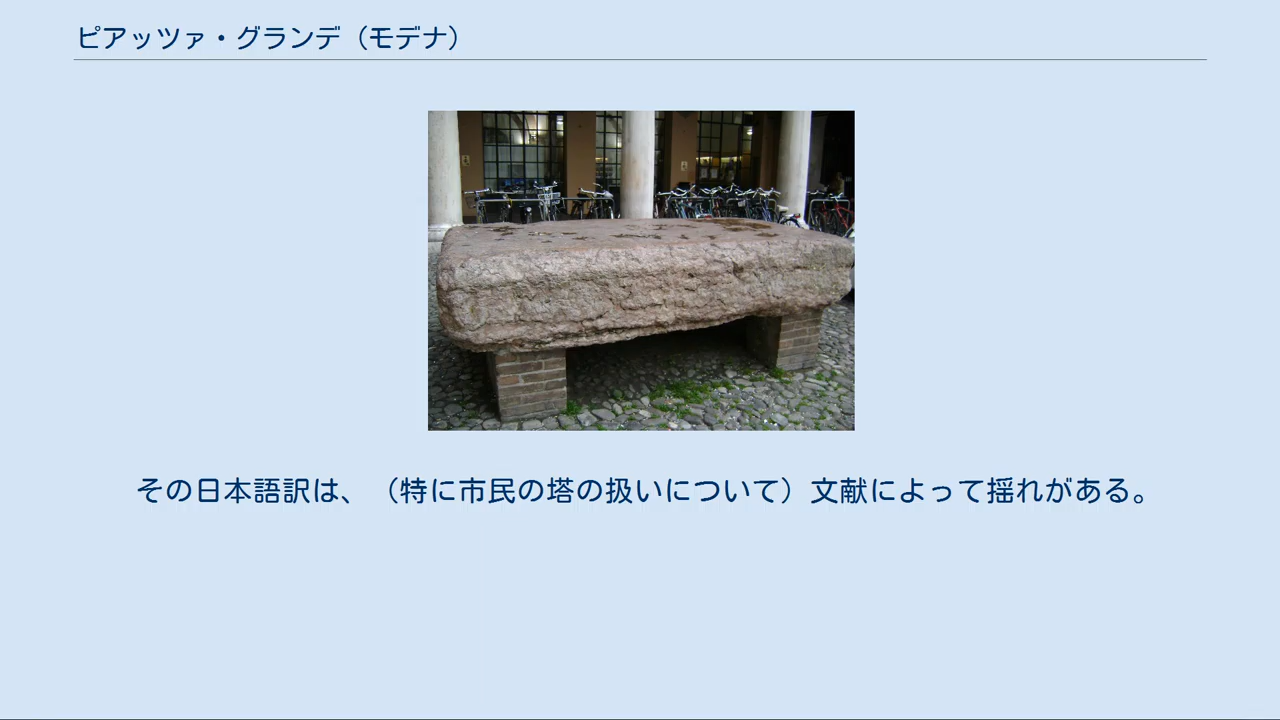 ピアッツァ・グランデ（モデナ）
その日本語訳は、（特に市民の塔の扱いについて）文献によって揺れがある。